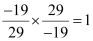 -19/29 × 29/-19 = 1